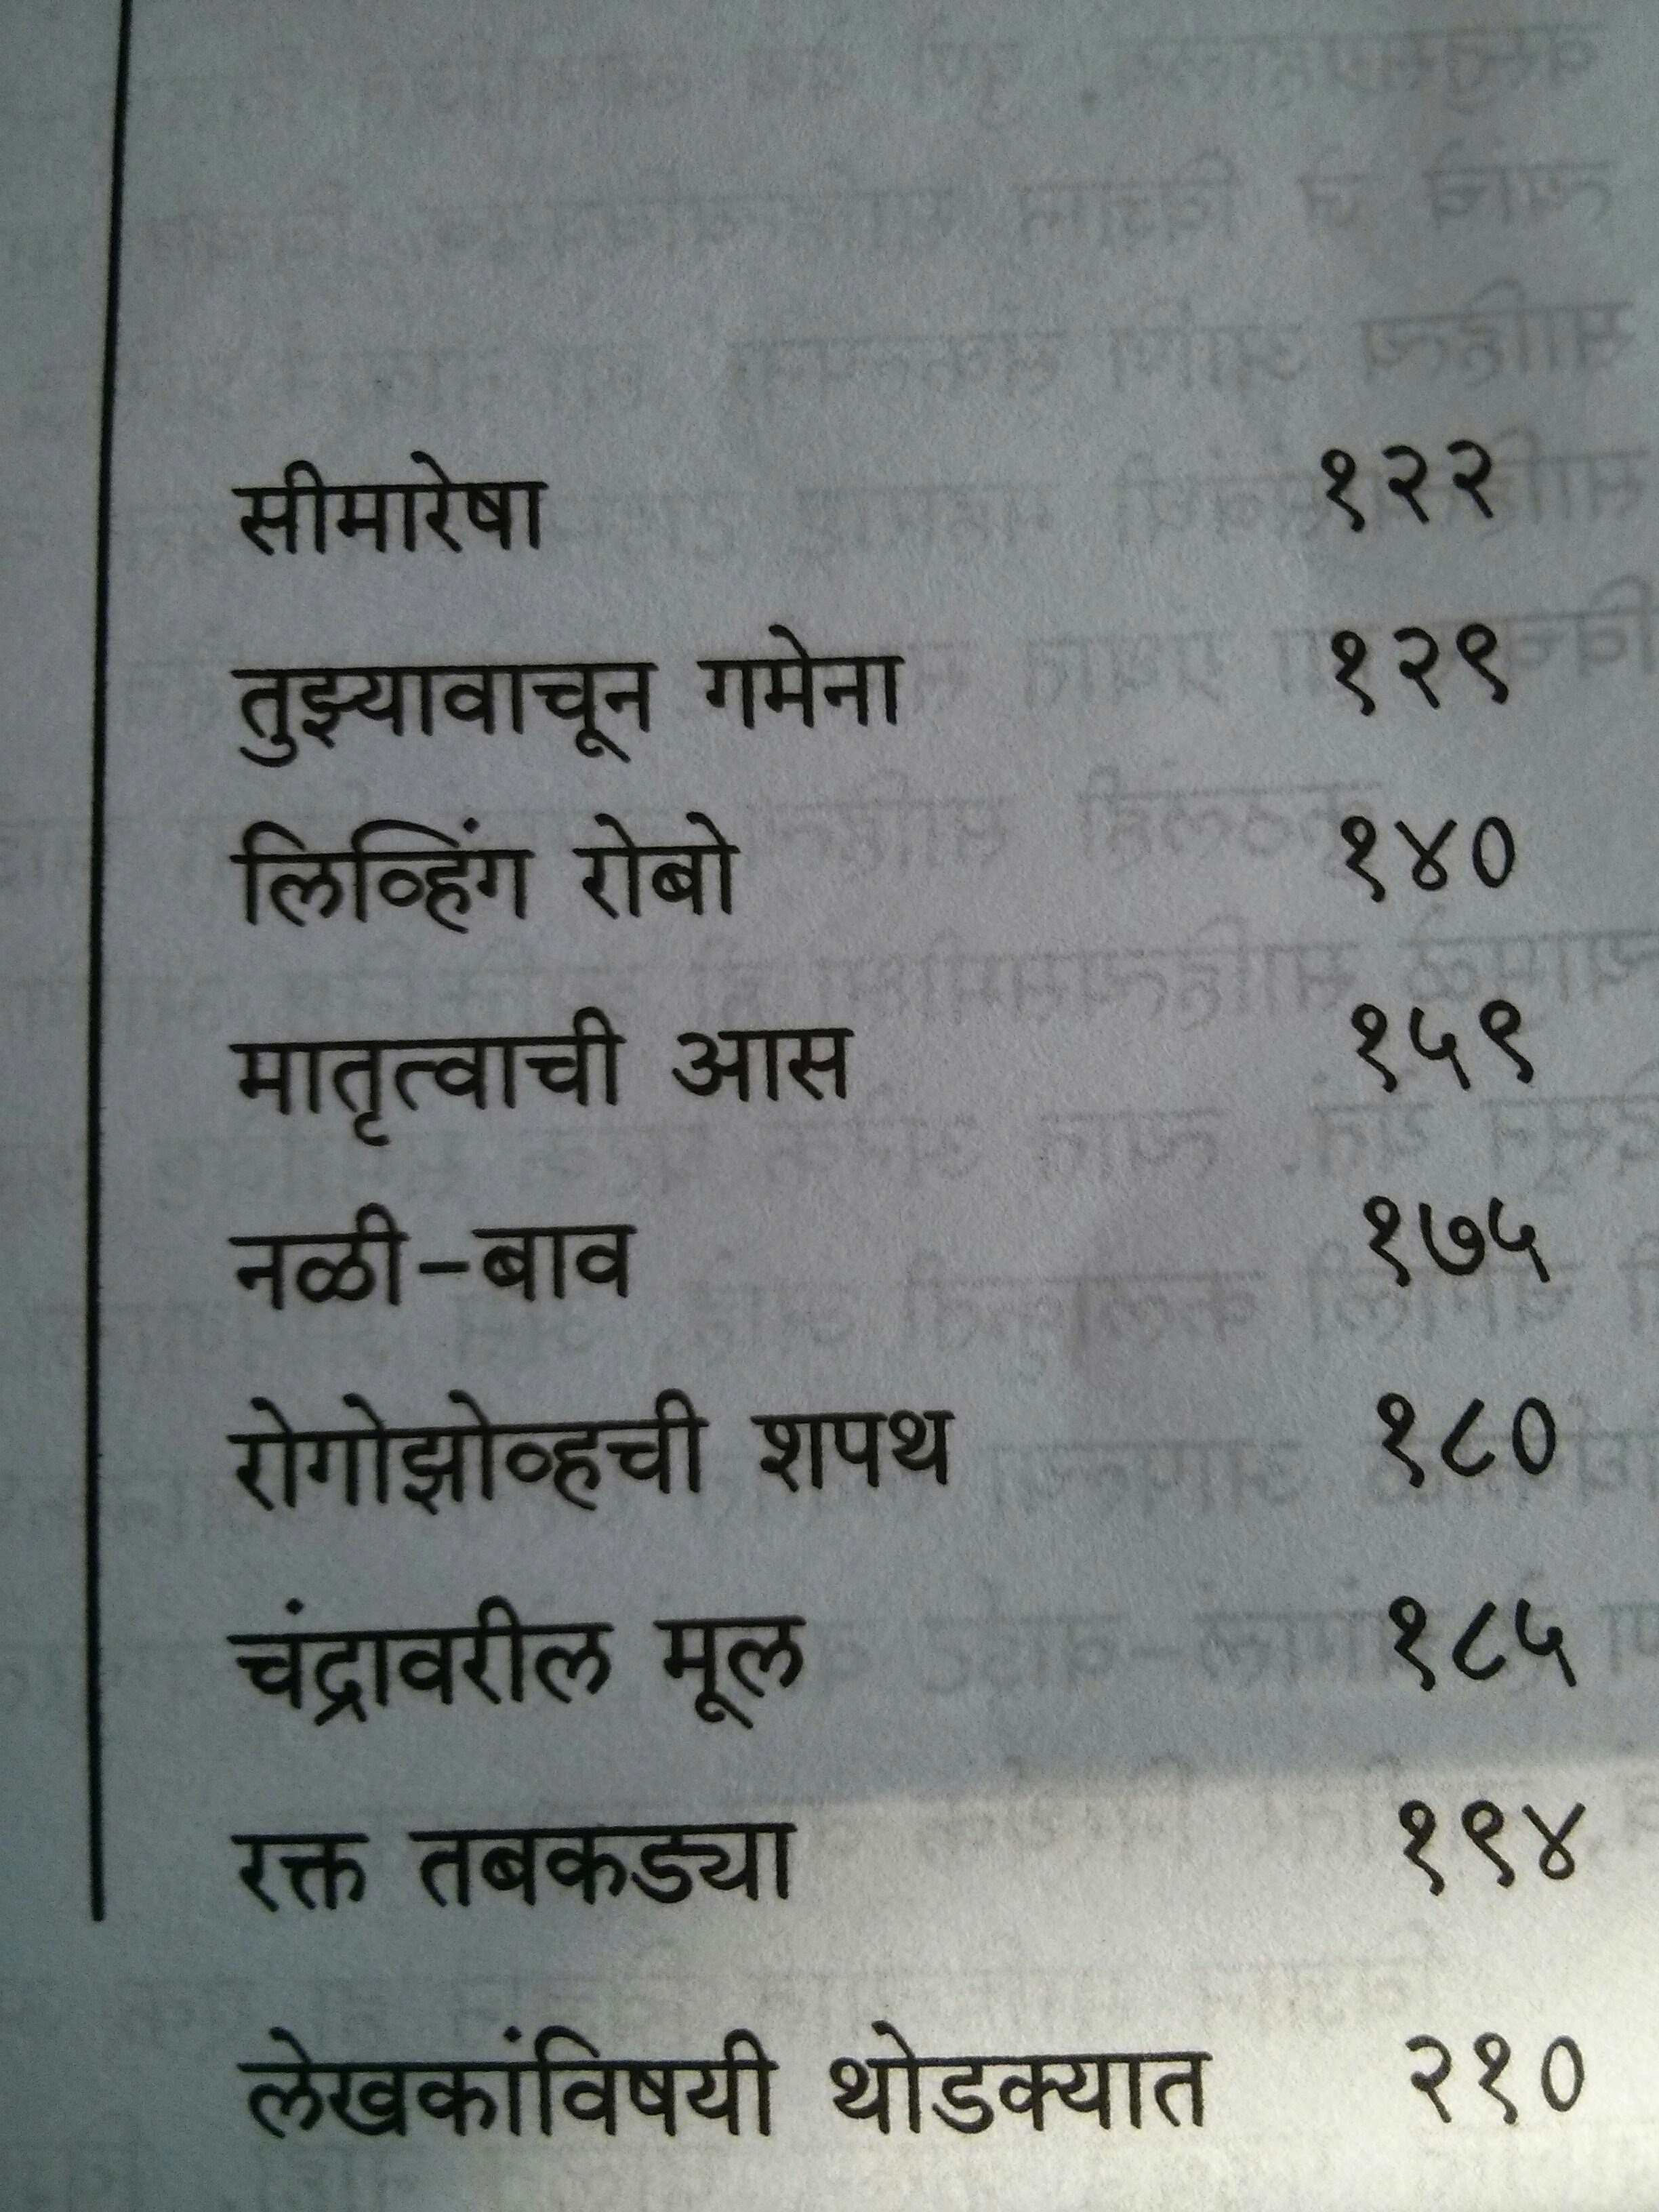 सीमारेषा १२२
तुझ्यावाचून गमेना १२९
लिव्हिंग रोबो १४०
मातृत्वाची आस १५९
नळी-बाव १७५
रोगोझोव्हची शपथ १८०
चंद्रावरील मूल १८५
रक्त तबकड्या १९४
लेखकांविषयी थोडक्यात २१०